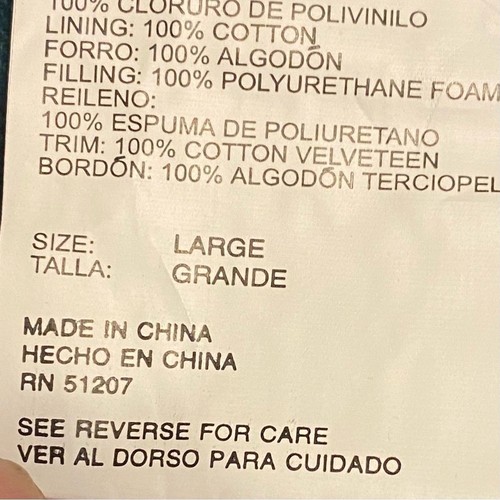 100% CLORURO DE POLIVINILO
LINING: 100% COTTON
FORRO: 100% ALGODÓN
FILLING: 100% POLYURETHANE FOAM
REILENO:
100% ESPUMA DE POLIURETANO
TRIM: 100% COTTON VELVETEEN
BORDÓN: 100% ALGODÓN TERCIOPEL
SIZE: LARGE
TALLA: GRANDE
MADE IN CHINA
HECHO EN CHINA
RN 51207
SEE REVERSE FOR CARE
VER AL DORSO PARA CUIDADO